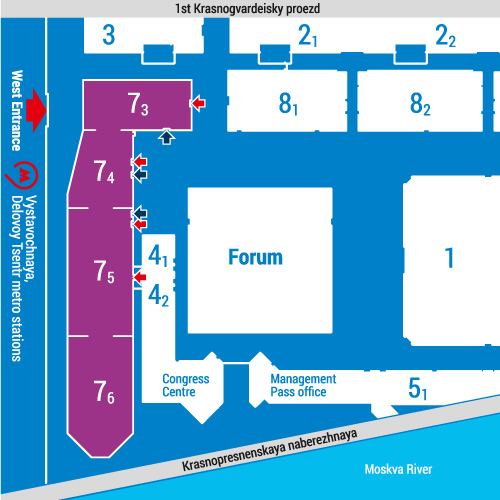 1st Krasnogvardeisky proezd
3
2₁
2₂
7₃
8₁
8₂
West Entrance
M
Vystavochnaya,
Delovoy Tsentr metro stations
7₄
7₅
4₁
4₂
Forum
1
7₆
Congress
Centre
Management
Pass office
5₁
Krasnopresnenskaya naberezhnaya
Moskva River